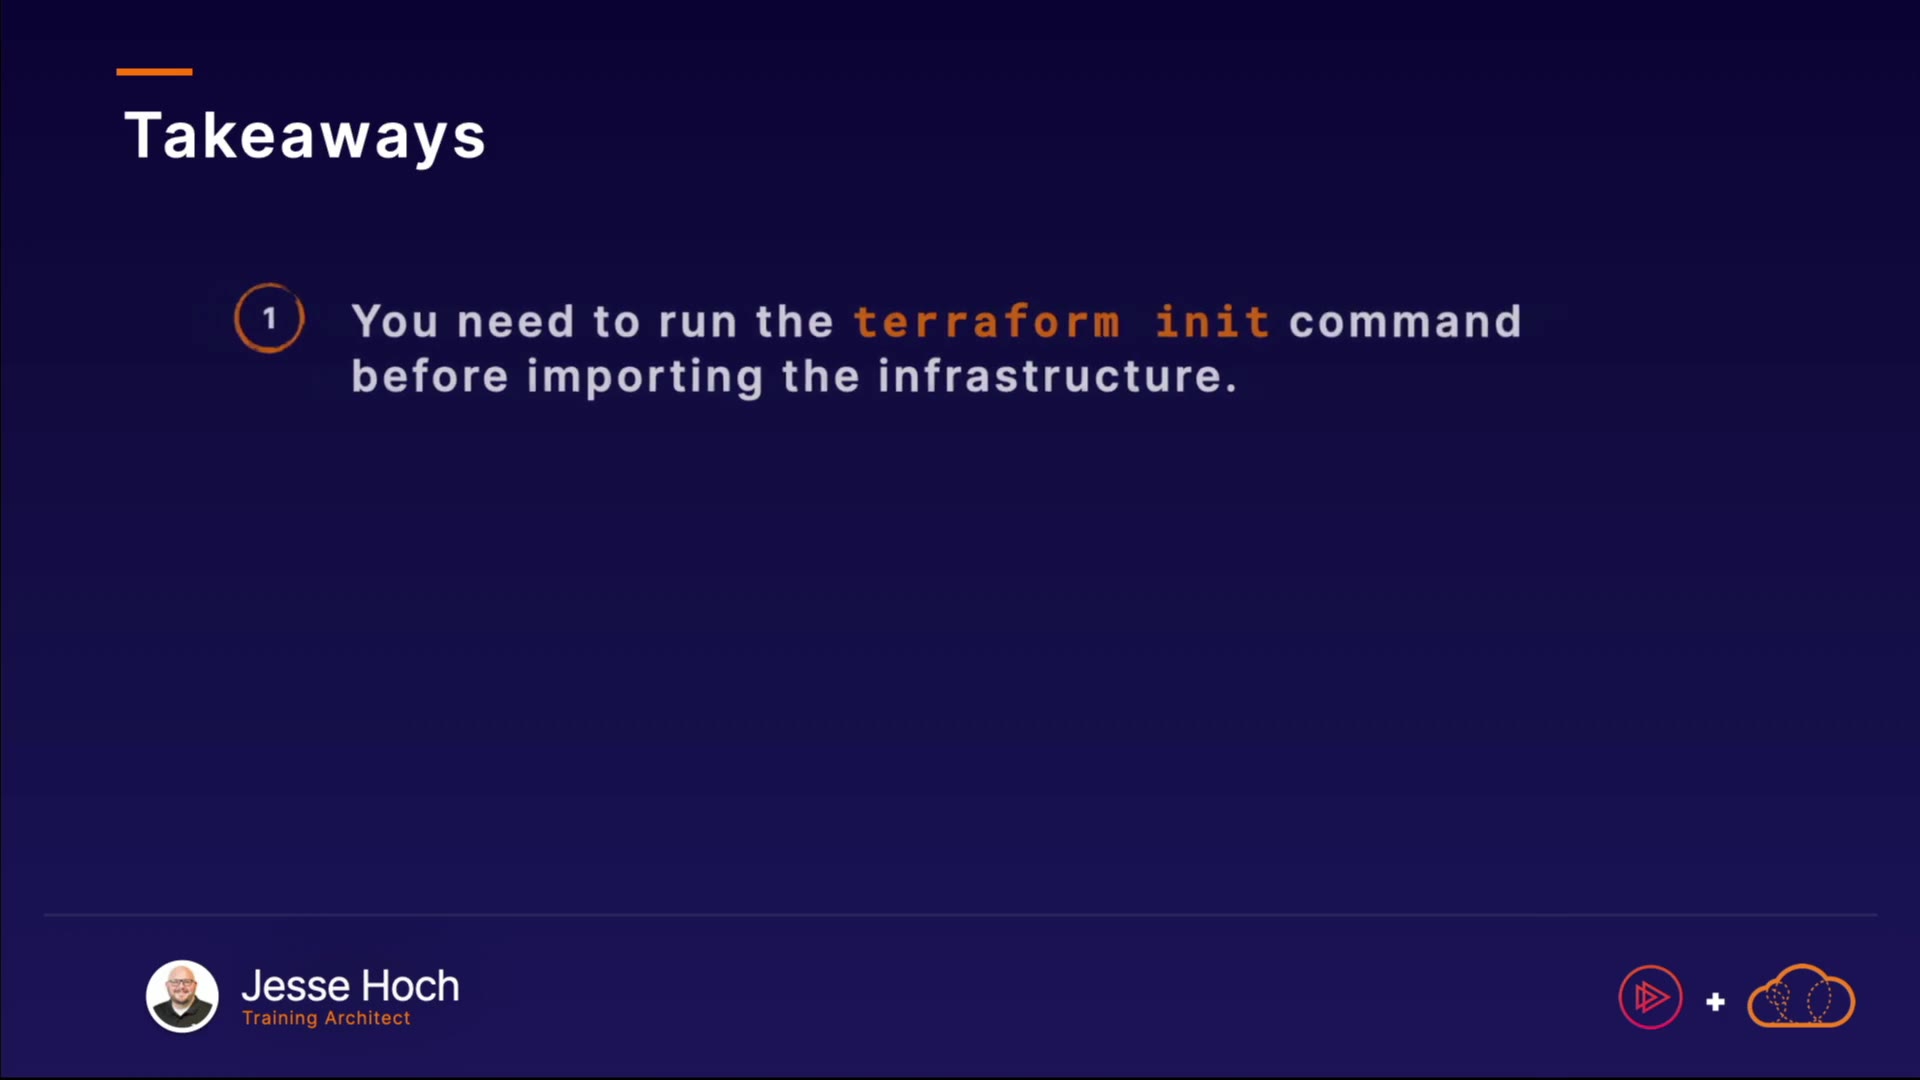 Takeaways
1
You need to run the terraform init command
before importing the infrastructure.
Jesse Hoch
Training Architect
+